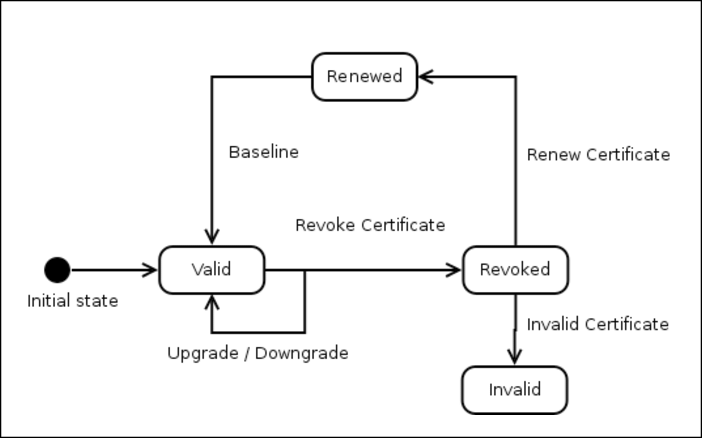 Renewed
Baseline
Renew Certificate
Revoke Certificate
Valid
Revoked
Initial state
Invalid Certificate
Upgrade / Downgrade
Invalid